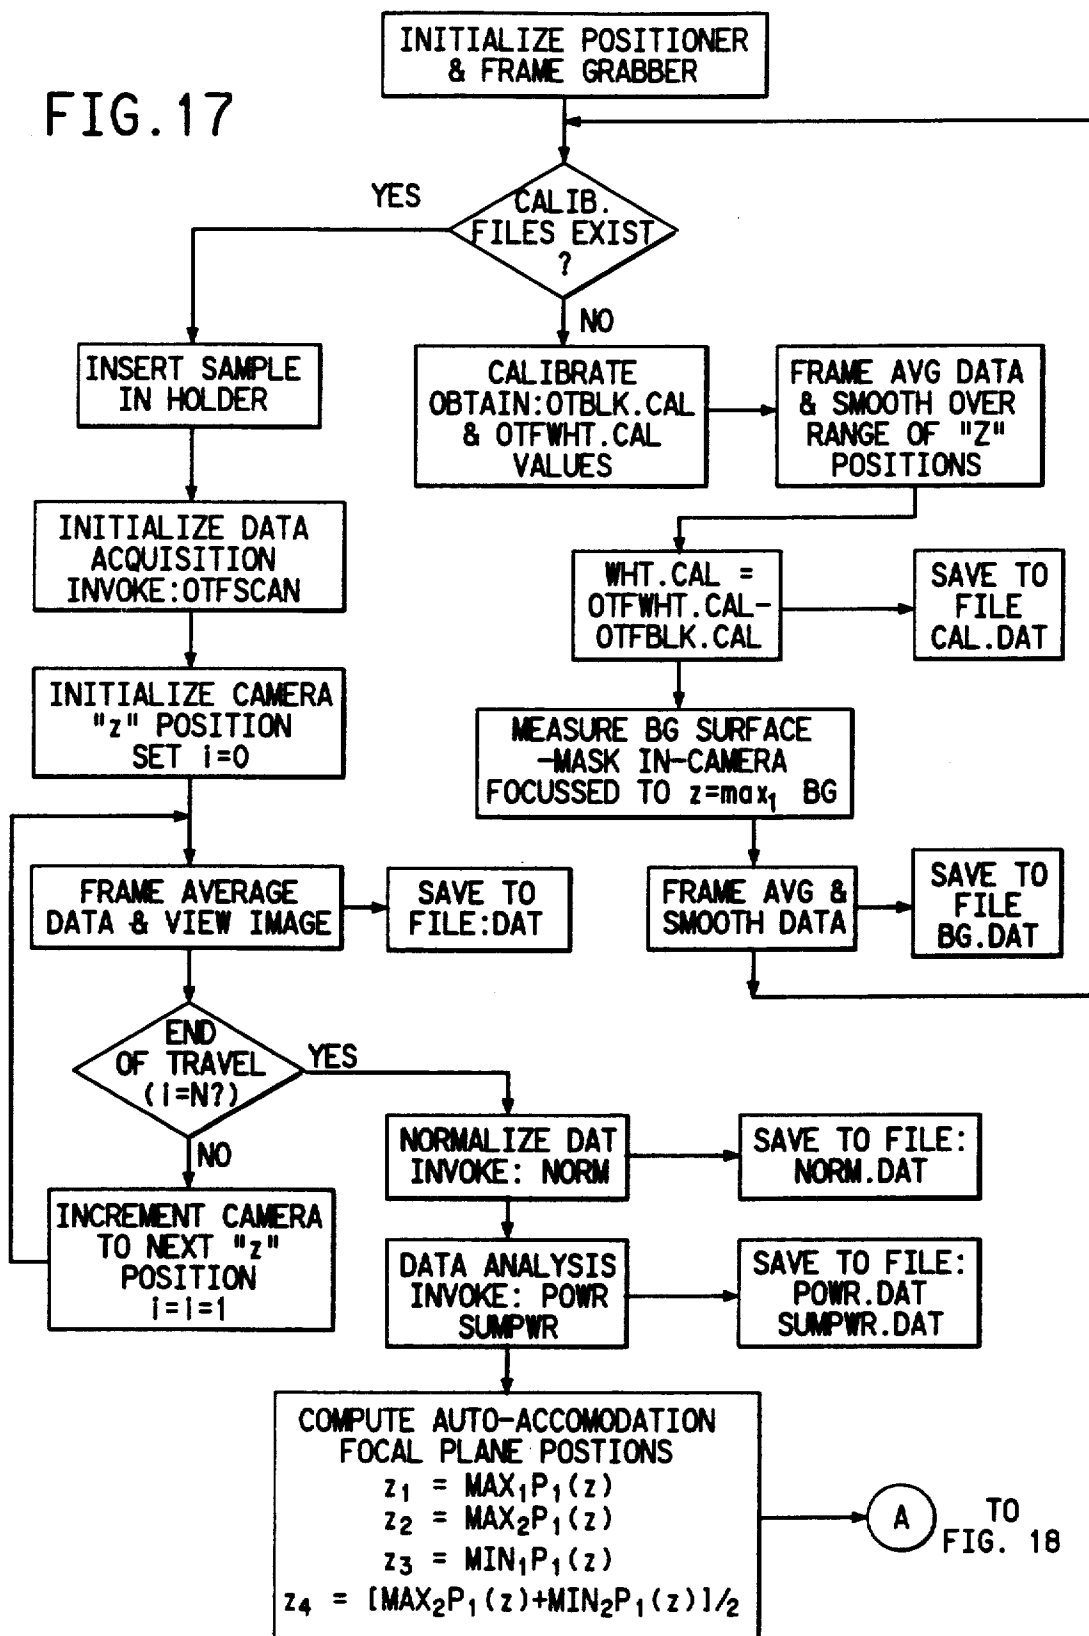 INITIALIZE POSITIONER
& FRAME GRABBER
FIG.17
YES
CALIB.
FILES EXIST
?
NO
INSERT SAMPLE
IN HOLDER
CALIBRATE
OBTAIN:OTBLK.CAL
& OTFWHT.CAL
VALUES
FRAME AVG DATA
& SMOOTH OVER
RANGE OF "Z"
POSITIONS
INITIALIZE DATA
ACQUISITION
INVOKE:OTFSCAN
WHT.CAL =
OTFWHT.CAL-
OTFBLK.CAL
SAVE TO
FILE
CAL.DAT
INITIALIZE CAMERA
"z" POSITION
SET i=0
MEASURE BG SURFACE
-MASK IN-CAMERA
FOCUSSED TO z=max₁ BG
FRAME AVERAGE
DATA & VIEW IMAGE
SAVE TO
FILE:DAT
FRAME AVG &
SMOOTH DATA
SAVE TO
FILE
BG.DAT
END
OF TRAVEL
(i=N?)
YES
NO
NORMALIZE DAT
INVOKE: NORM
SAVE TO FILE:
NORM.DAT
INCREMENT CAMERA
TO NEXT "z"
POSITION
i=i=1
DATA ANALYSIS
INVOKE: POWR
SUMPWR
SAVE TO FILE:
POWR.DAT
SUMPWR.DAT
COMPUTE AUTO-ACCOMODATION
FOCAL PLANE POSTIONS
z₁ = MAX₁P₁(z)
z₂ = MAX₂P₁(z)
z₃ = MIN₁P₁(z)
z₄ = [MAX₂P₁(z)+MIN₂P₁(z)]/2
A
TO
FIG. 18